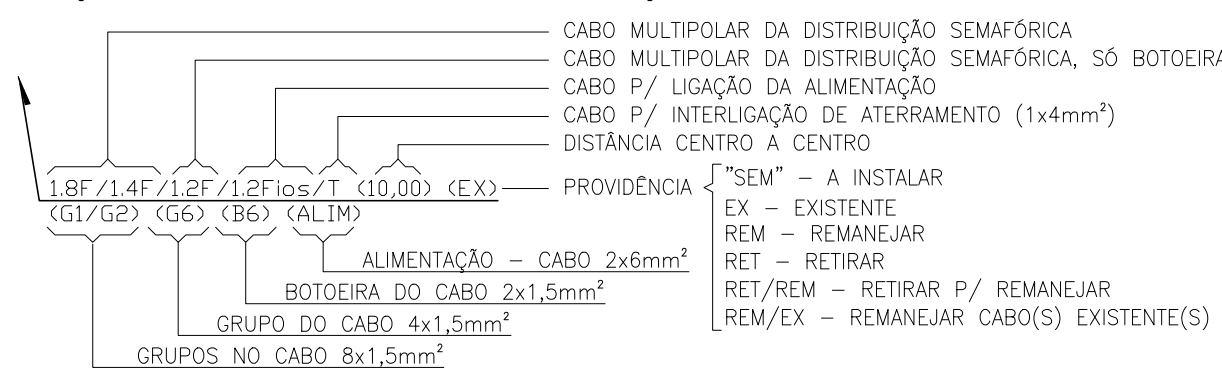 CABO MULTIPOLAR DA DISTRIBUIÇÃO SEMAFÓRICA
CABO MULTIPOLAR DA DISTRIBUIÇÃO SEMAFÓRICA, SÓ BOTOEIRA
CABO P/ LIGAÇÃO DA ALIMENTAÇÃO
CABO P/ INTERLIGAÇÃO DE ATERRAMENTO (1x4mm²)
DISTÂNCIA CENTRO A CENTRO
1.8F/1.4F/1.2F/1.2Fios/T (10,00) (EX)
PROVIDÊNCIA
"SEM" – A INSTALAR
EX – EXISTENTE
REM – REMANEJAR
RET – RETIRAR
RET/REM – RETIRAR P/ REMANEJAR
REM/EX – REMANEJAR CABO(S) EXISTENTE(S)
(G1/G2) (G6) (B6) (ALIM)
ALIMENTAÇÃO – CABO 2x6mm²
BOTOEIRA DO CABO 2x1,5mm²
GRUPO DO CABO 4x1,5mm²
GRUPOS NO CABO 8x1,5mm²